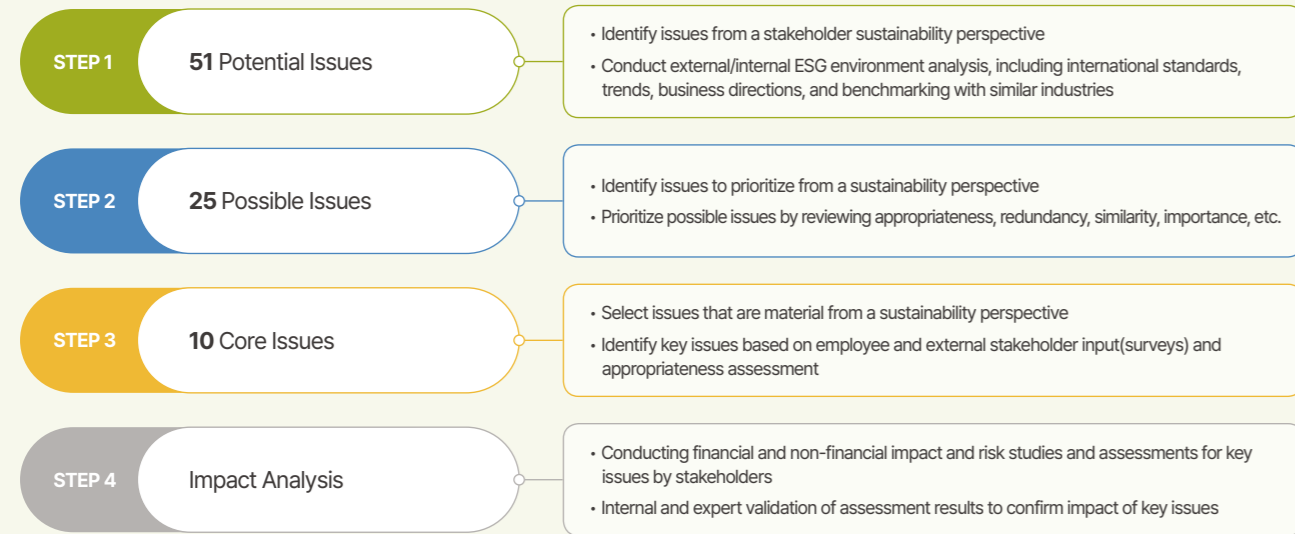 STEP 1
51 Potential Issues
• Identify issues from a stakeholder sustainability perspective
• Conduct external/internal ESG environment analysis, including international standards,
trends, business directions, and benchmarking with similar industries
STEP 2
25 Possible Issues
• Identify issues to prioritize from a sustainability perspective
• Prioritize possible issues by reviewing appropriateness, redundancy, similarity, importance, etc.
STEP 3
10 Core Issues
• Select issues that are material from a sustainability perspective
• Identify key issues based on employee and external stakeholder input(surveys) and
appropriateness assessment
STEP 4
Impact Analysis
• Conducting financial and non-financial impact and risk studies and assessments for key
issues by stakeholders
• Internal and expert validation of assessment results to confirm impact of key issues